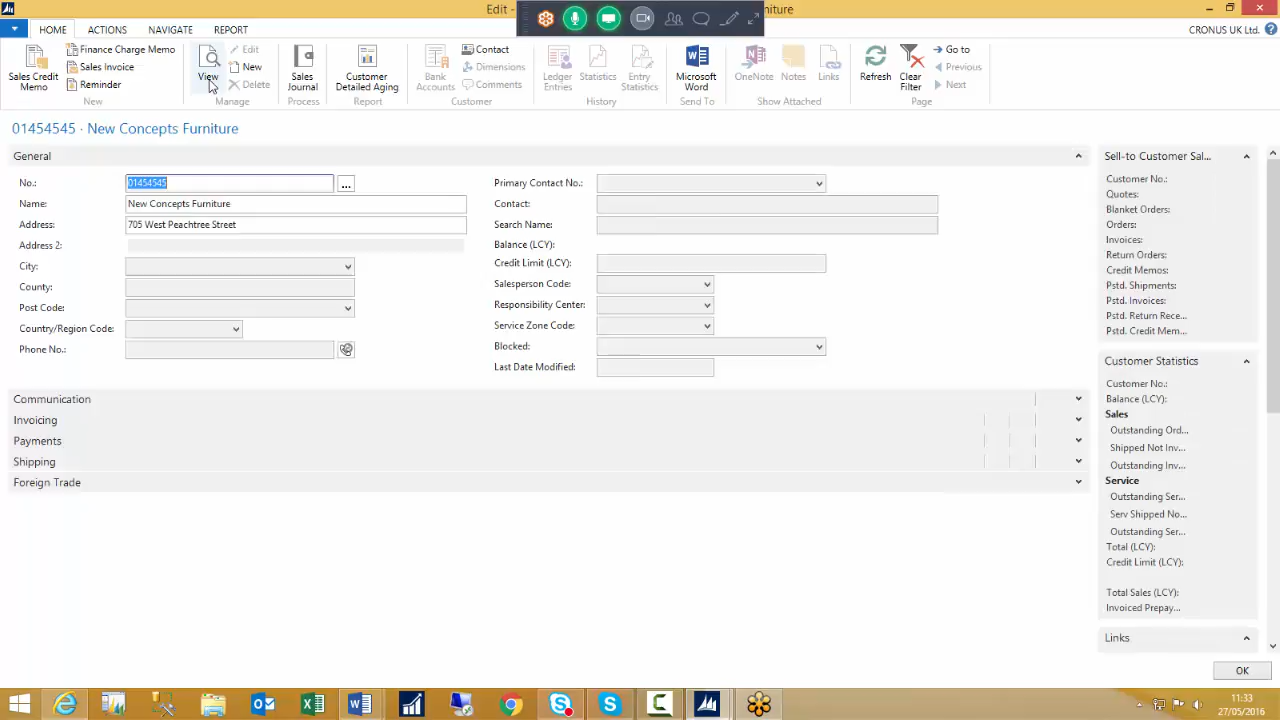 Edit -
niture
HOME
ACTIONS
NAVIGATE
REPORT
CRONUS UK Ltd.
Sales Credit
Memo
Finance Charge Memo
Sales Invoice
Reminder
New
View
Edit
New
Delete
Manage
Sales
Journal
Process
Customer
Detailed Aging
Report
Bank
Accounts
Contact
Dimensions
Comments
Customer
Ledger
Entries
Statistics
Entry
Statistics
History
Microsoft
Word
Send To
OneNote
Notes
Links
Show Attached
Refresh
Clear
Filter
Go to
Previous
Next
Page
01454545 · New Concepts Furniture
General
No.:
01454545
...
Name:
New Concepts Furniture
Address:
705 West Peachtree Street
Address 2:
City:
County:
Post Code:
Country/Region Code:
Phone No.:
Primary Contact No.:
Contact:
Search Name:
Balance (LCY):
Credit Limit (LCY):
Salesperson Code:
Responsibility Center:
Service Zone Code:
Blocked:
Last Date Modified:
Communication
Invoicing
Payments
Shipping
Foreign Trade
Sell-to Customer Sal...
Customer No.:
Quotes:
Blanket Orders:
Orders:
Invoices:
Return Orders:
Credit Memos:
Pstd. Shipments:
Pstd. Invoices:
Pstd. Return Rece...
Pstd. Credit Mem...
Customer Statistics
Customer No.:
Balance (LCY):
Sales
Outstanding Ord...
Shipped Not Inv...
Outstanding Inv...
Service
Outstanding Ser...
Serv Shipped No...
Outstanding Ser...
Total (LCY):
Credit Limit (LCY):
Total Sales (LCY):
Invoiced Prepay...
Links
OK
11:33
27/05/2016